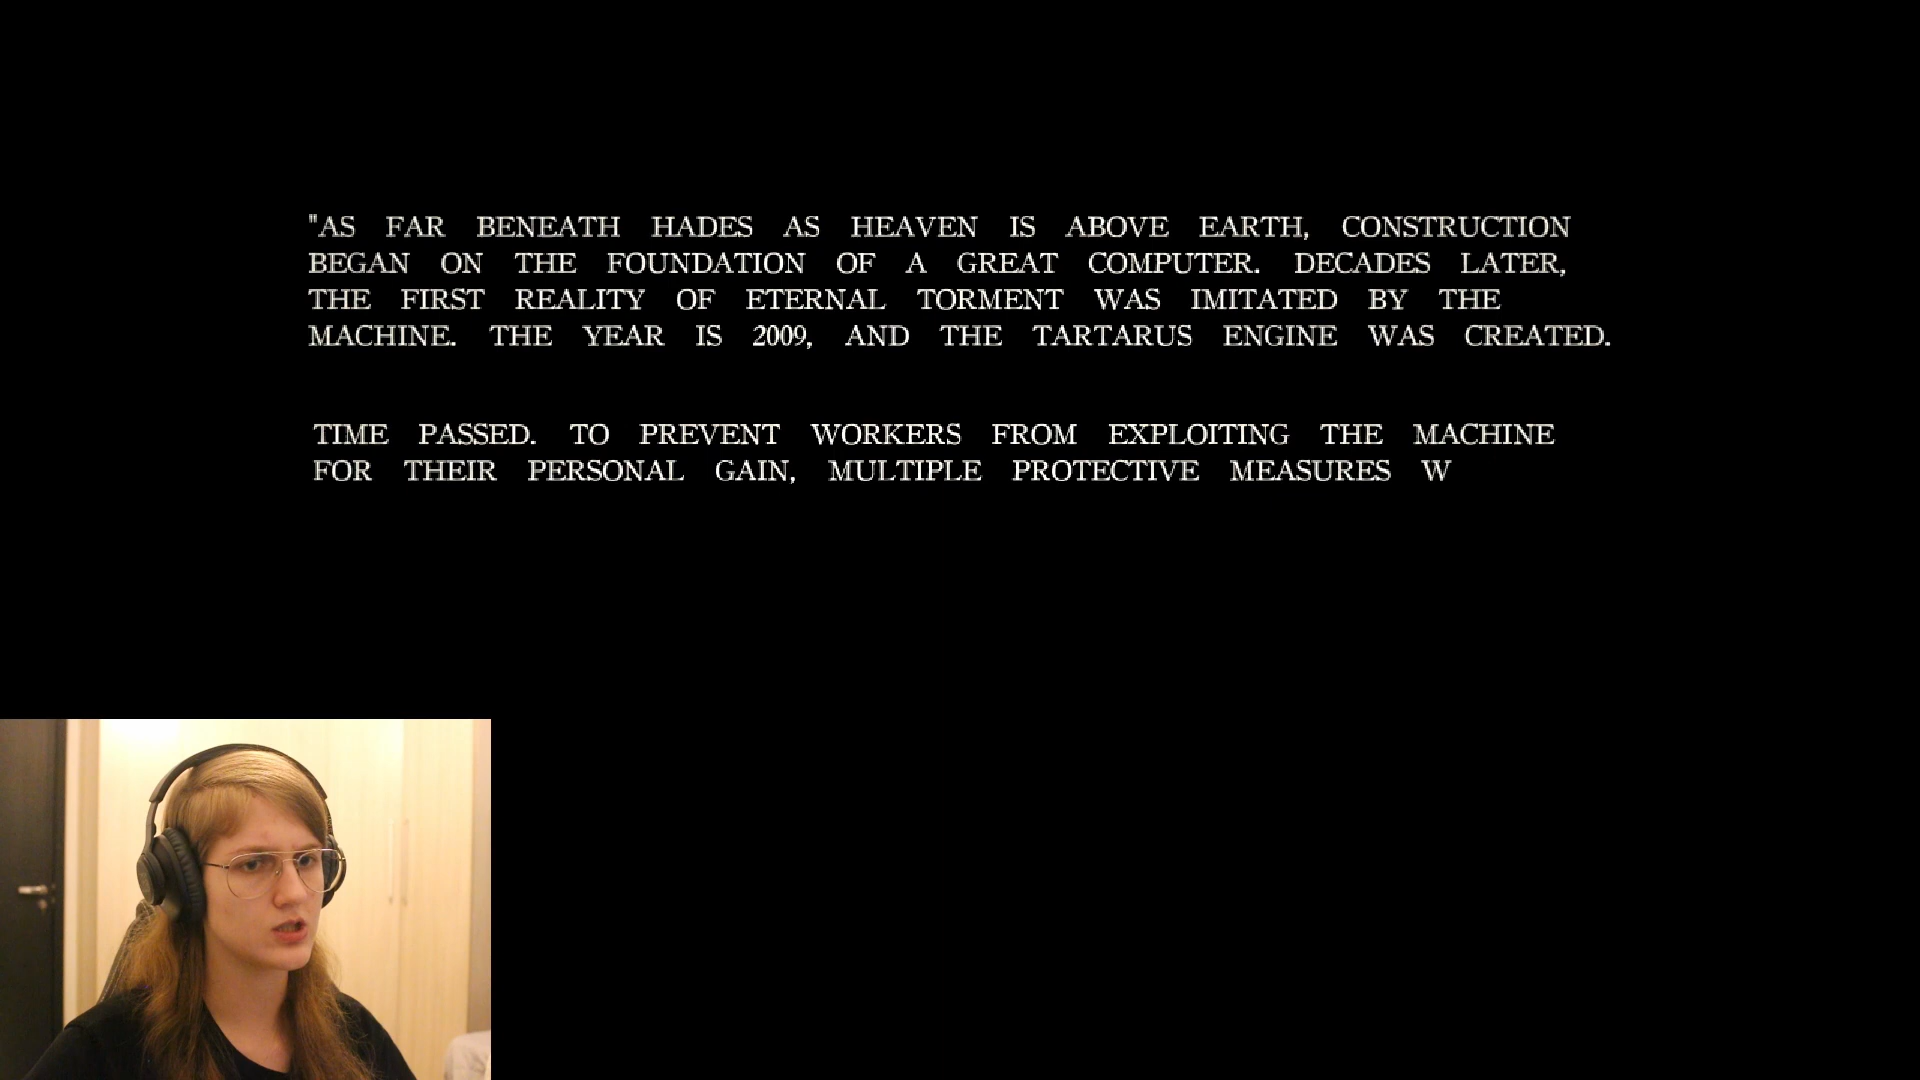 "AS FAR BENEATH HADES AS HEAVEN IS ABOVE EARTH, CONSTRUCTION
BEGAN ON THE FOUNDATION OF A GREAT COMPUTER. DECADES LATER,
THE FIRST REALITY OF ETERNAL TORMENT WAS IMITATED BY THE
MACHINE. THE YEAR IS 2009, AND THE TARTARUS ENGINE WAS CREATED.
TIME PASSED. TO PREVENT WORKERS FROM EXPLOITING THE MACHINE
FOR THEIR PERSONAL GAIN, MULTIPLE PROTECTIVE MEASURES W